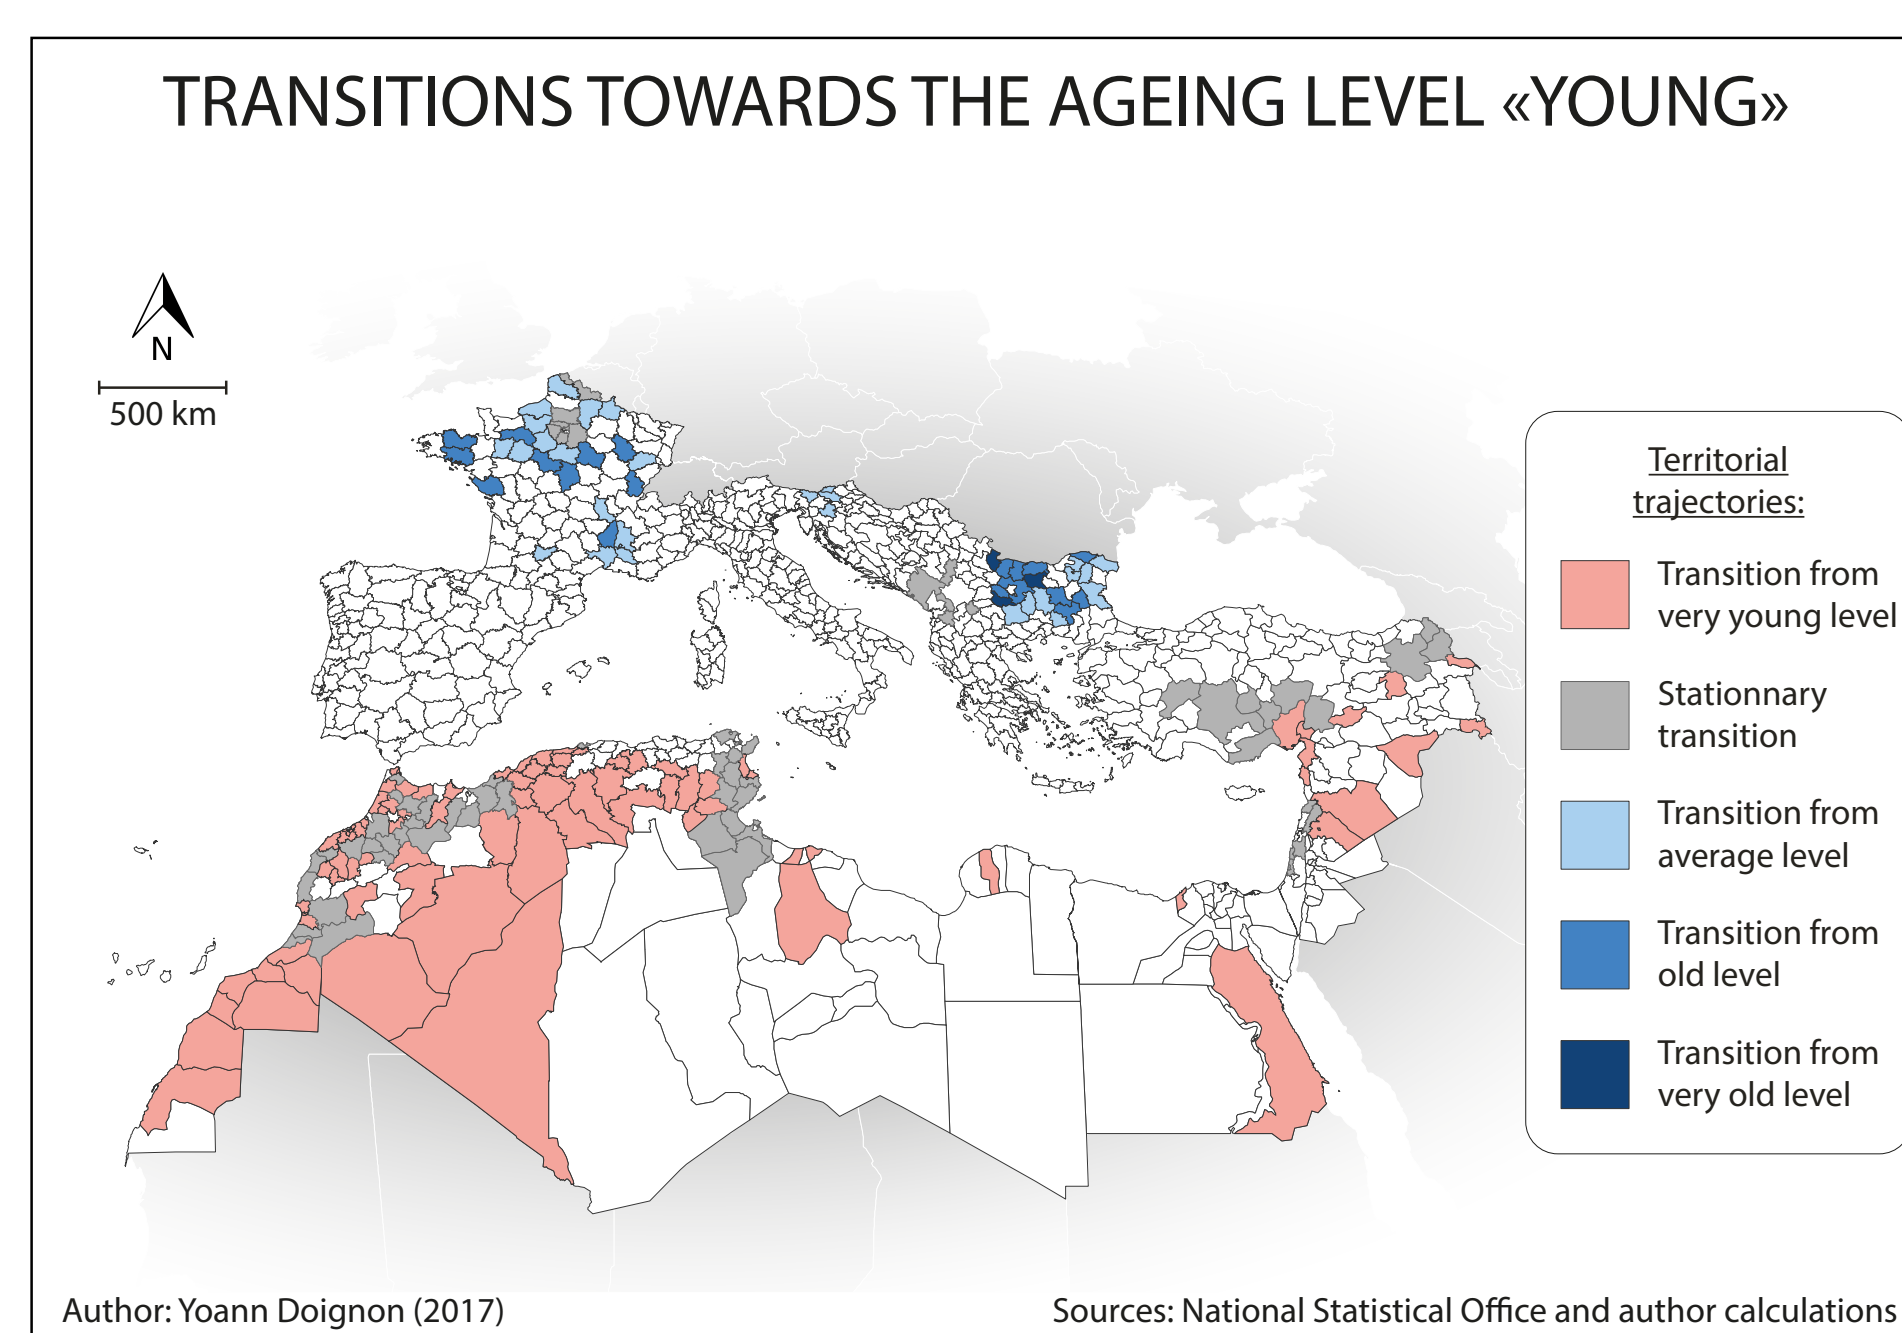 TRANSITIONS TOWARDS THE AGEING LEVEL «YOUNG»
N
500 km
Territorial
trajectories:
Transition from
very young level
Stationnary
transition
Transition from
average level
Transition from
old level
Transition from
very old level
Author: Yoann Doignon (2017)
Sources: National Statistical Office and author calculations